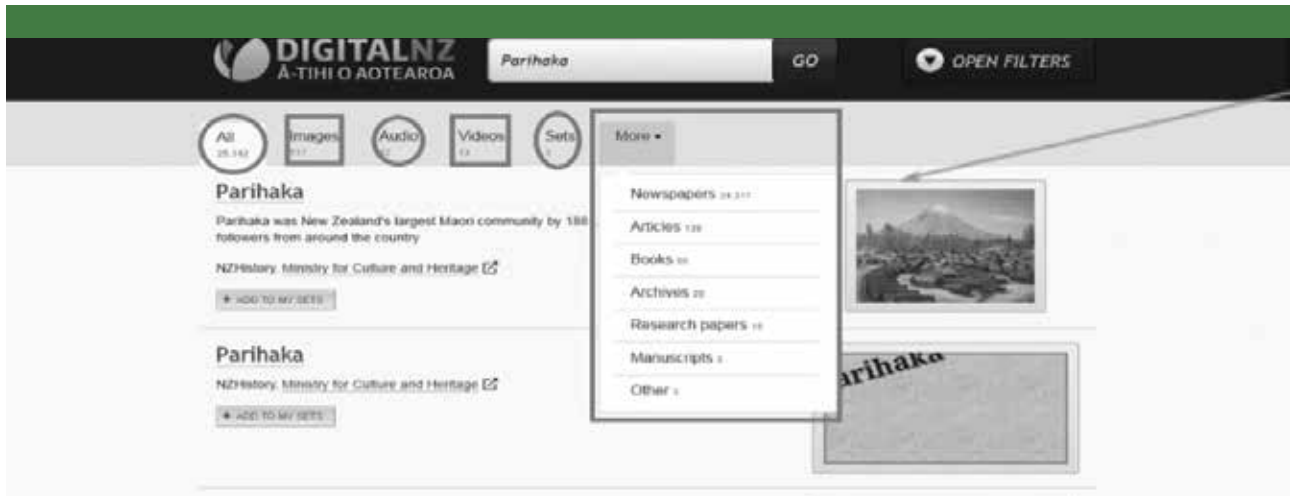 DIGITALNZ
Ā-TIHI O AOTEAROA
Parihaka
GO
OPEN FILTERS
All
Images
Audio
Videos
Sets
More
Newspapers
Articles
Books
Archives
Research papers
Manuscripts
Other
Parihaka
Parihaka was New Zealand's largest Maori community by 188
followers from around the country
NZHistory, Ministry for Culture and Heritage
+ ADD TO MY SETS
Parihaka
NZHistory, Ministry for Culture and Heritage
+ ADD TO MY SETS
Parihaka